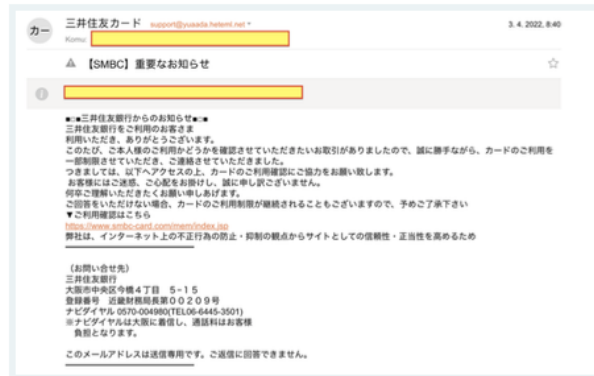 カー
三井住友カード support@yuaada.heteml.net
3. 4. 2022, 8:40
Komu:
【SMBC】重要なお知らせ
■□■三井住友銀行からのお知らせ■□■
三井住友銀行をご利用のお客さま
利用いただき、ありがとうございます。
このたび、ご本人様のご利用かどうかを確認させていただきたいお取引がありましたので、誠に勝手ながら、カードのご利用を
一部制限させていただき、ご連絡させていただきました。
つきましては、以下へアクセスの上、カードのご利用確認にご協力をお願い致します。
お客様にはご迷惑、ご心配をお掛けし、誠に申し訳ございません。
何卒ご理解いただきたくお願い申しあげます。
ご回答をいただけない場合、カードのご利用制限が継続されることもございますので、予めご了承下さい
▼ご利用確認はこちら
https://www.smbc-card.com/mem/index.jsp
弊社は、インターネット上の不正行為の防止・抑制の観点からサイトとしての信頼性・正当性を高めるため
(お問い合せ先)
三井住友銀行
大阪市中央区今橋4丁目 5-15
登録番号 近畿財務局長第００２０９号
ナビダイヤル 0570-004980(TEL06-6445-3501)
※ナビダイヤルは大阪に着信し、通話料はお客様
負担となります。
このメールアドレスは送信専用です。ご返信に回答できません。